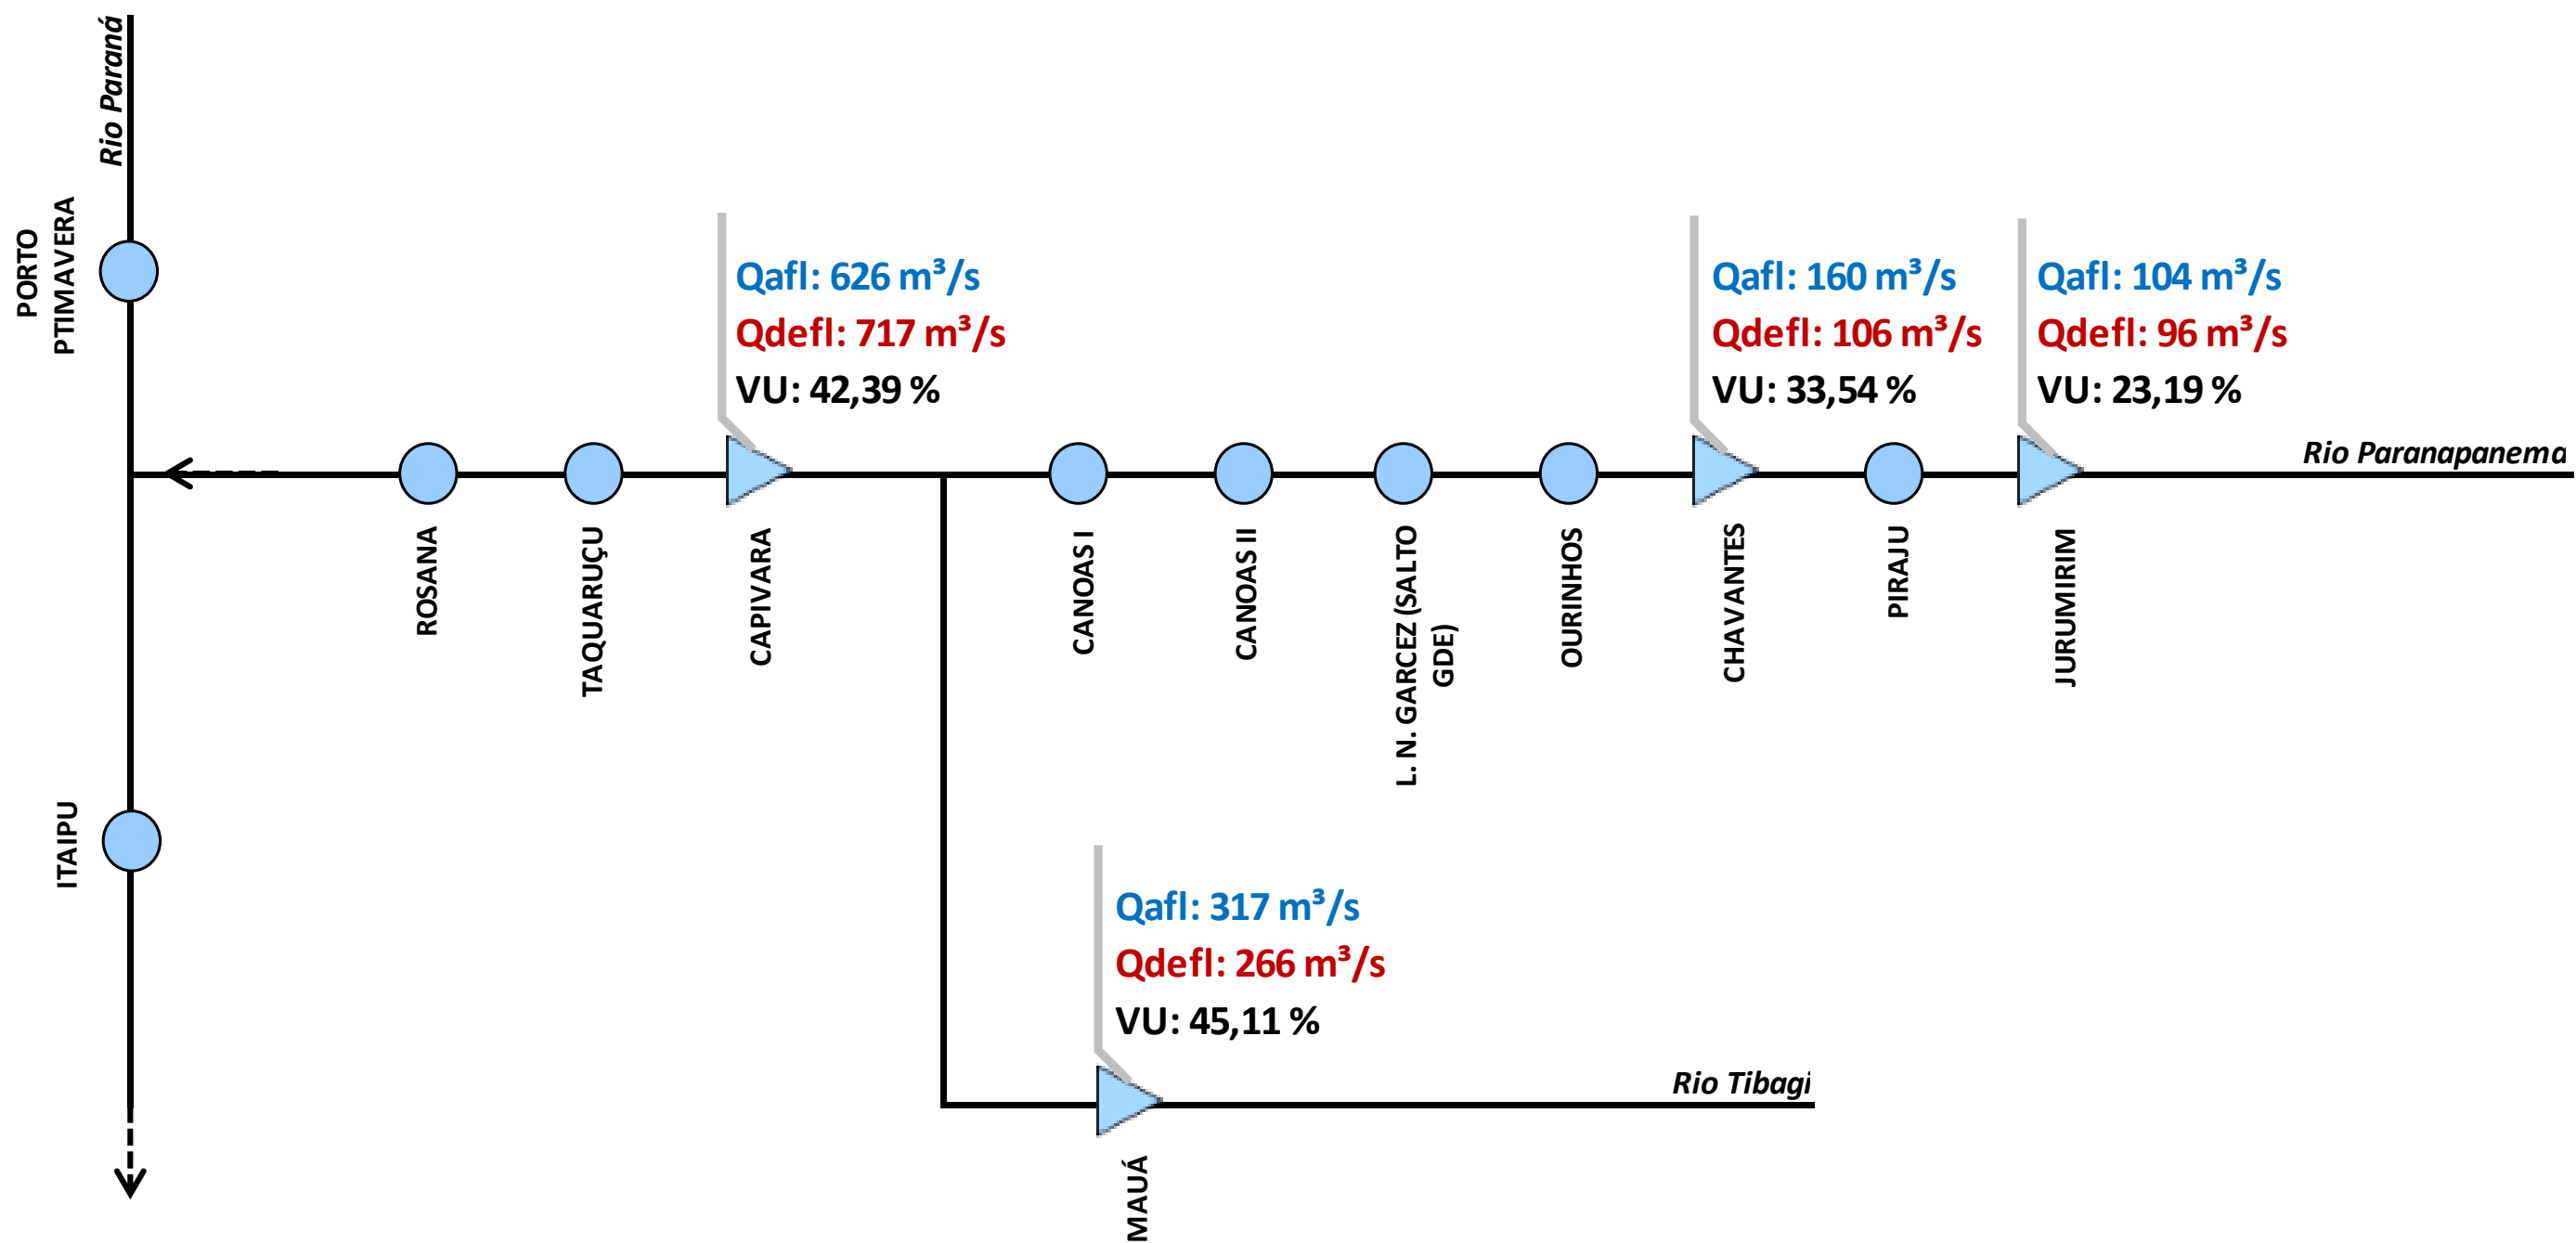 Rio Paraná
PORTO
PTIMAVERA
Qafl: 626 m³/s
Qdefl: 717 m³/s
VU: 42,39 %
Qafl: 160 m³/s
Qdefl: 106 m³/s
VU: 33,54 %
Qafl: 104 m³/s
Qdefl: 96 m³/s
VU: 23,19 %
Rio Paranapanema
ROSANA
TAQUARUÇU
CAPIVARA
CANOAS I
CANOAS II
L. N. GARCEZ (SALTO
GDE)
OURINHOS
CHAVANTES
PIRAJU
JURUMIRIM
ITAIPU
Qafl: 317 m³/s
Qdefl: 266 m³/s
VU: 45,11 %
Rio Tibagi
MAUÁ